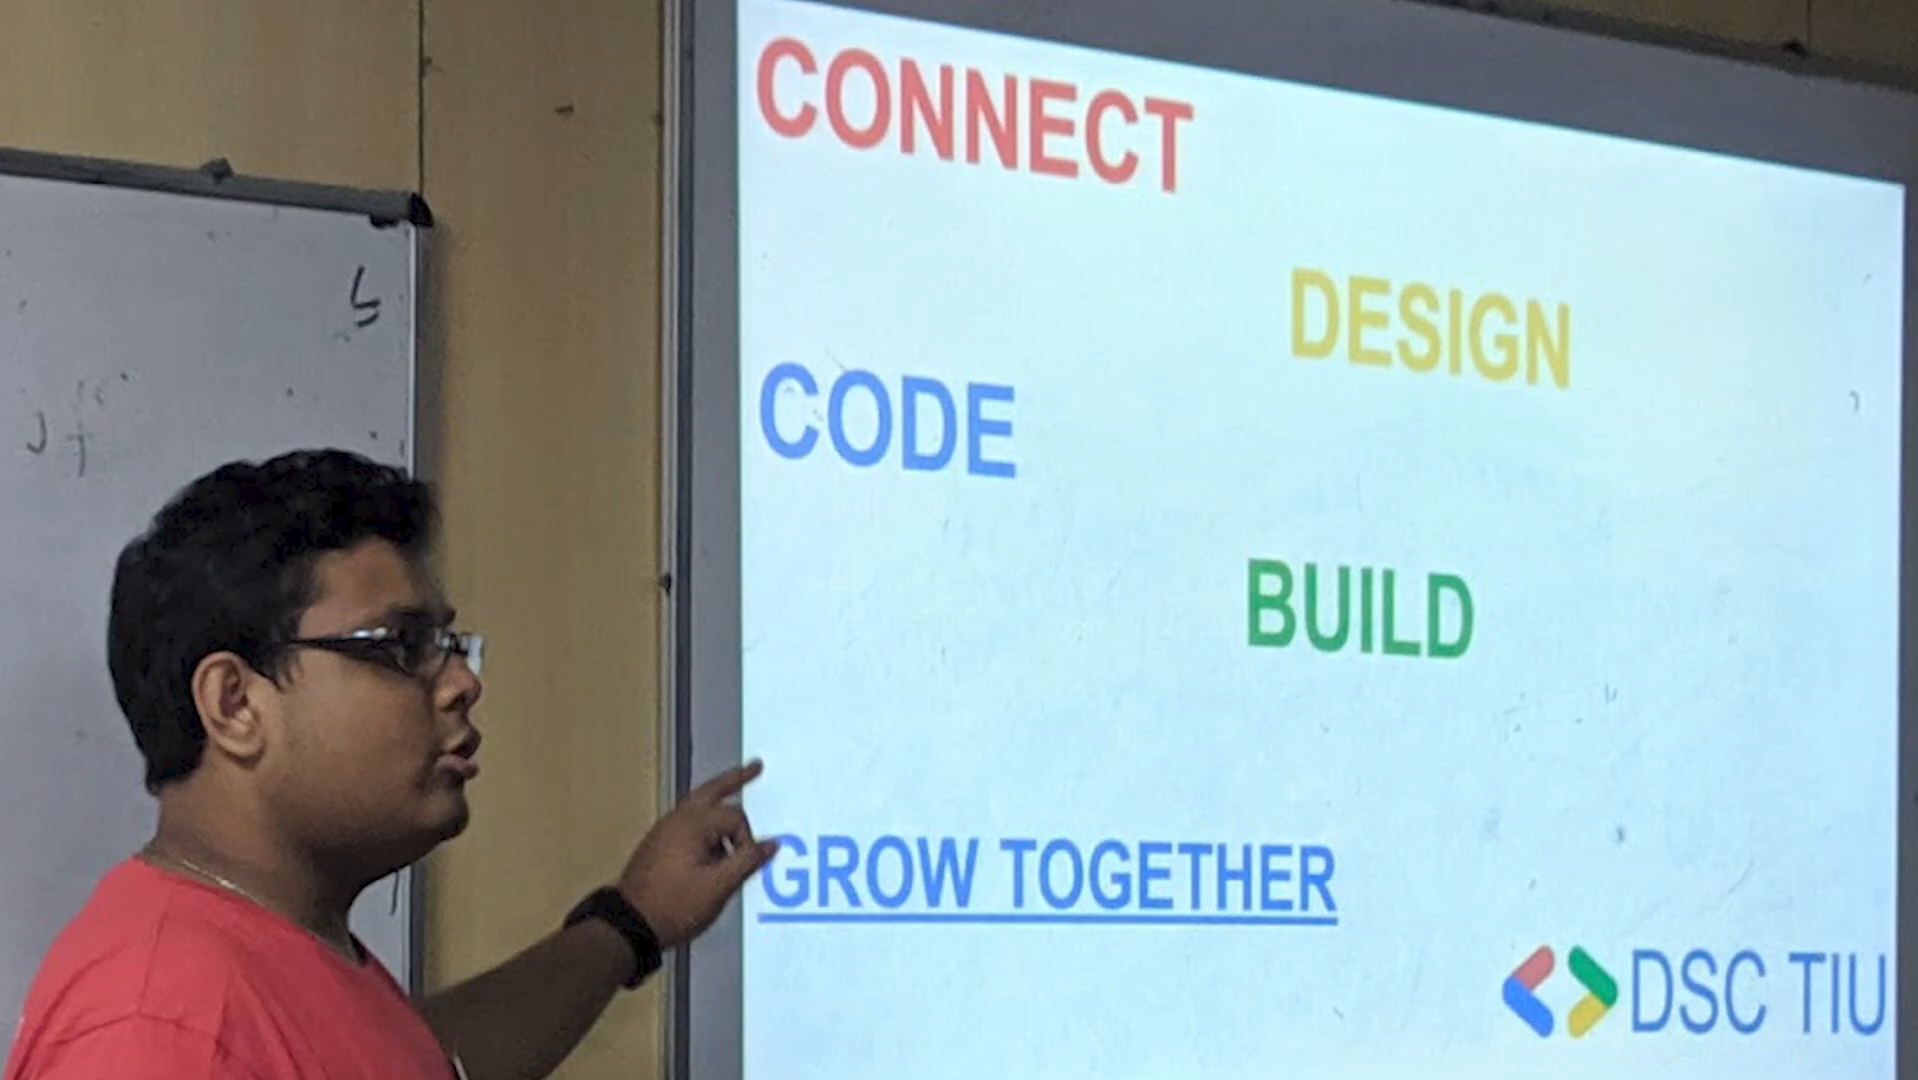 CONNECT
DESIGN
CODE
BUILD
GROW TOGETHER
DSC TIU